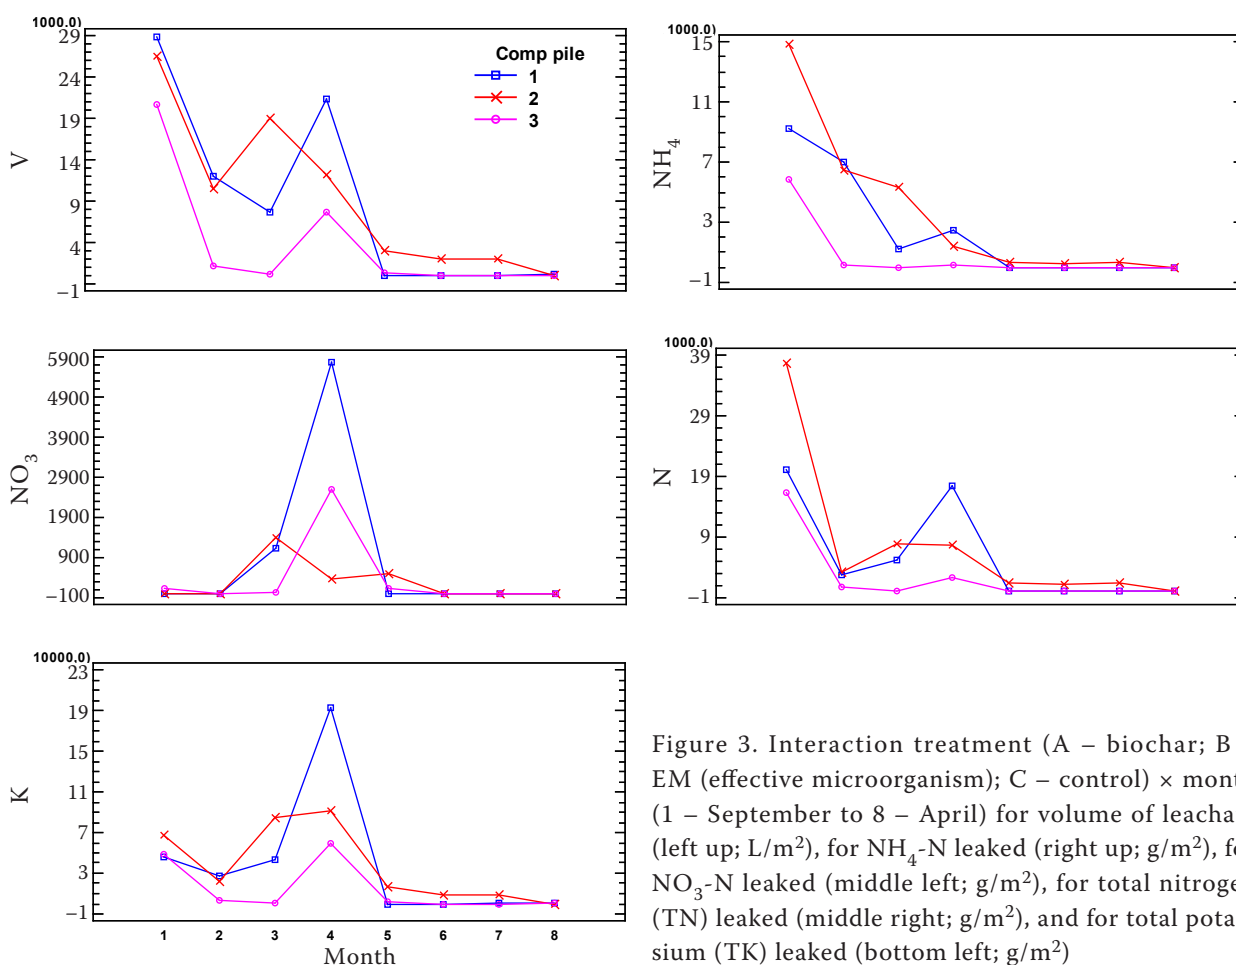 1000.0)
29
24
19
14
9
4
−1
V
Comp pile
1
2
3
1000.0)
15
11
7
3
−1
NH4
5900
4900
3900
2900
1900
900
−100
NO3
1000.0)
39
29
19
9
−1
N
10000.0)
23
19
15
11
7
3
−1
K
1 2 3 4 5 6 7 8
Month
Figure 3. Interaction treatment (A – biochar; B
EM (effective microorganism); C – control) × mont
(1 – September to 8 – April) for volume of leacha
(left up; L/m²), for NH4-N leaked (right up; g/m²), f
NO3-N leaked (middle left; g/m²), for total nitroge
(TN) leaked (middle right; g/m²), and for total pota
sium (TK) leaked (bottom left; g/m²)